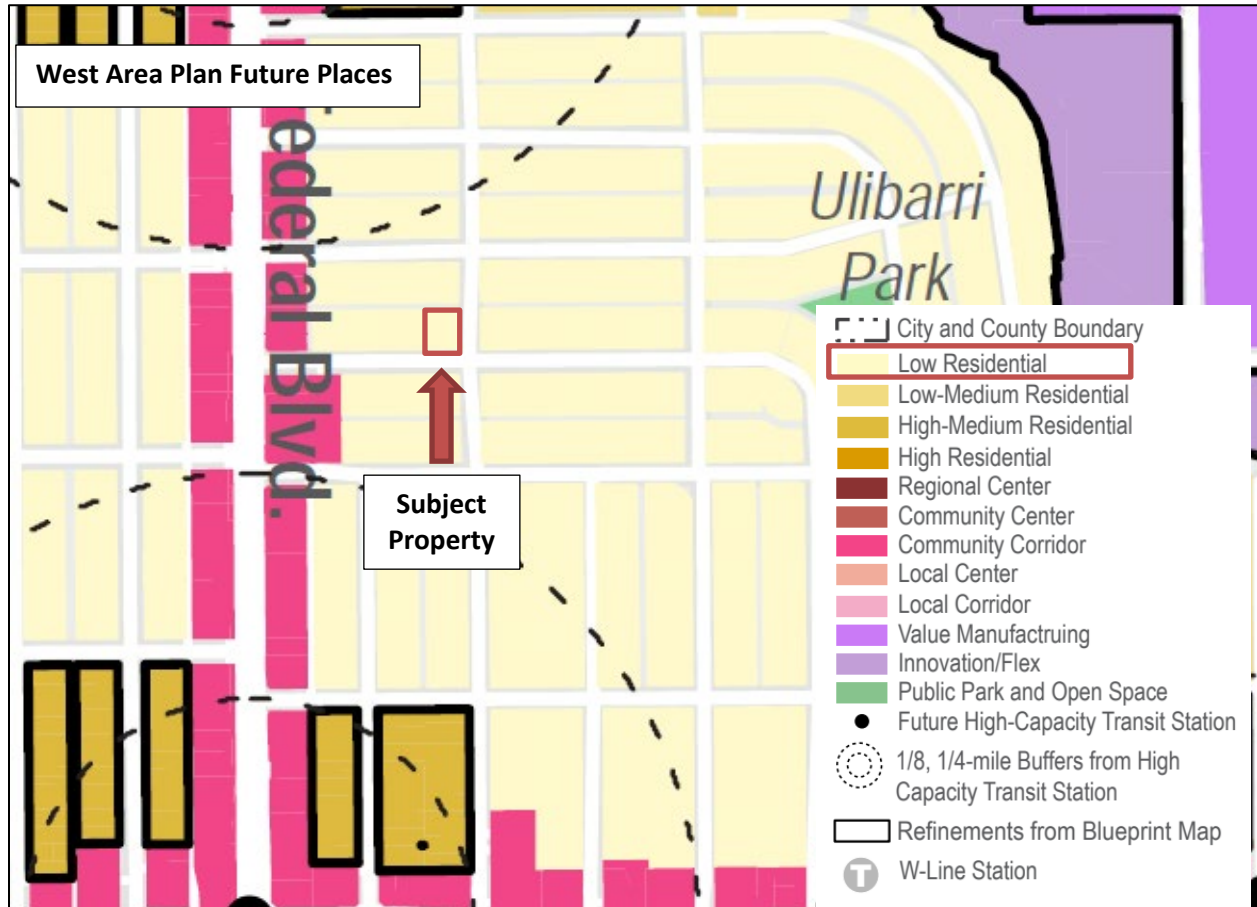 West Area Plan Future Places
ederal Blvd.
Ulibarri
Park
Subject
Property
City and County Boundary
Low Residential
Low-Medium Residential
High-Medium Residential
High Residential
Regional Center
Community Center
Community Corridor
Local Center
Local Corridor
Value Manufactruing
Innovation/Flex
Public Park and Open Space
Future High-Capacity Transit Station
1/8, 1/4-mile Buffers from High
Capacity Transit Station
Refinements from Blueprint Map
T W-Line Station